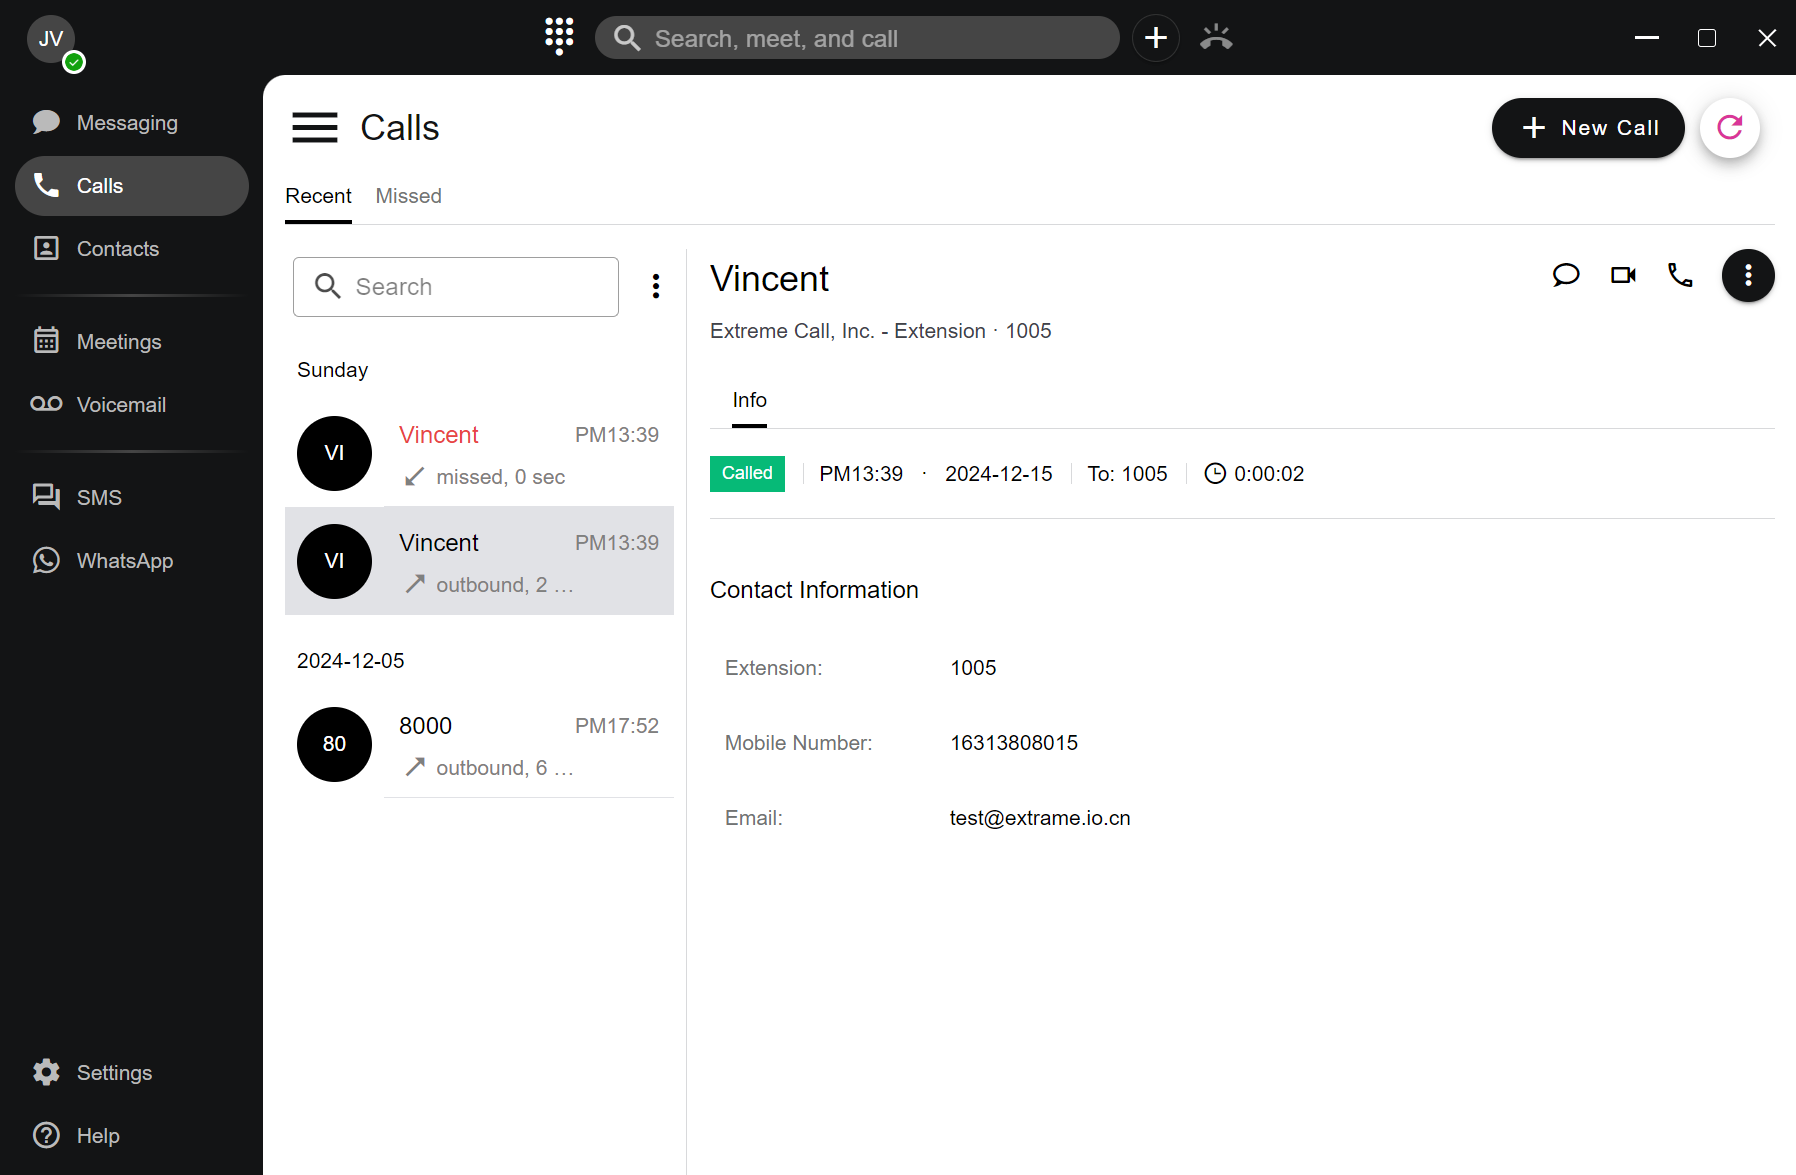 JV
Search, meet, and call
Messaging
Calls
Contacts
Meetings
Voicemail
SMS
WhatsApp
Settings
Help
Calls
New Call
Recent
Missed
Search
Sunday
VI
Vincent
PM13:39
missed, 0 sec
VI
Vincent
PM13:39
outbound, 2 ...
2024-12-05
80
8000
PM17:52
outbound, 6 ...
Vincent
Extreme Call, Inc. - Extension · 1005
Info
Called
PM13:39 · 2024-12-15
To: 1005
0:00:02
Contact Information
Extension: 1005
Mobile Number: 16313808015
Email: test@extrame.io.cn